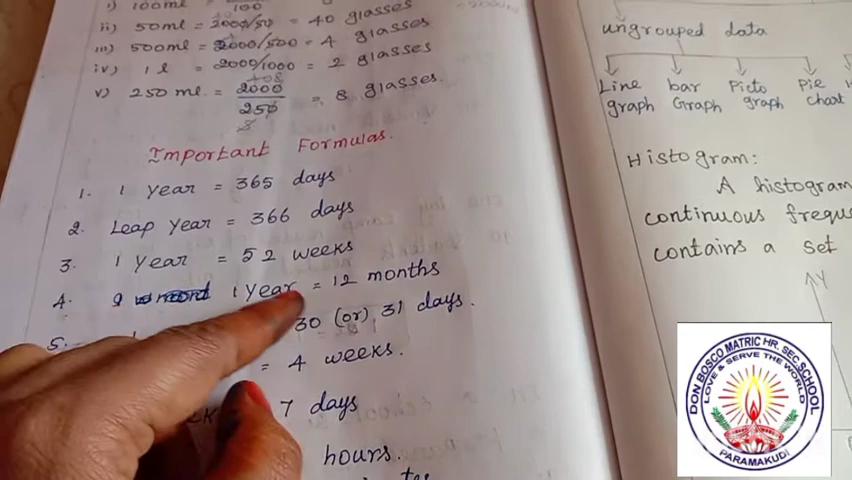 i) 100ml = 100
ii) 50ml = 2000/50 = 40 glasses
iii) 500ml = 2000/500 = 4 glasses
iv) 1 l = 2000/1000 = 2 glasses
v) 250 ml. = 2000/250 = 8 glasses.
Important Formulas.
1. 1 year = 365 days
2. Leap year = 366 days
3. 1 year = 52 weeks
4. 1 year = 12 months
5. 30 (or) 31 days.
= 4 weeks.
7 days
hours.
ungrouped data
Line graph
bar Graph
Picto graph
Pie chart
Histogram:
A histogram
continuous
contains a set
Y
DON BOSCO MATRIC HR. SEC. SCHOOL
LOVE & SERVE THE WORLD
PARAMAKUDI